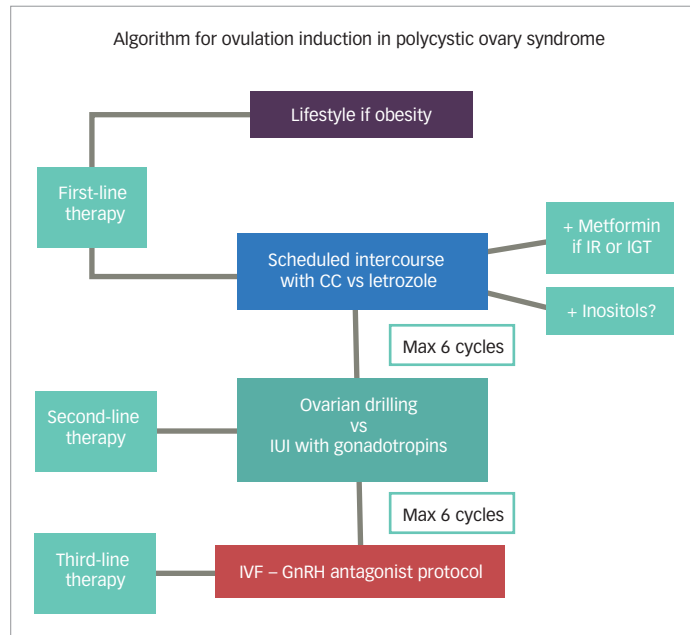 Algorithm for ovulation induction in polycystic ovary syndrome
Lifestyle if obesity
First-line
therapy
Scheduled intercourse
with CC vs letrozole
+ Metformin
if IR or IGT
+ Inositols?
Max 6 cycles
Second-line
therapy
Ovarian drilling
vs
IUI with gonadotropins
Max 6 cycles
Third-line
therapy
IVF – GnRH antagonist protocol